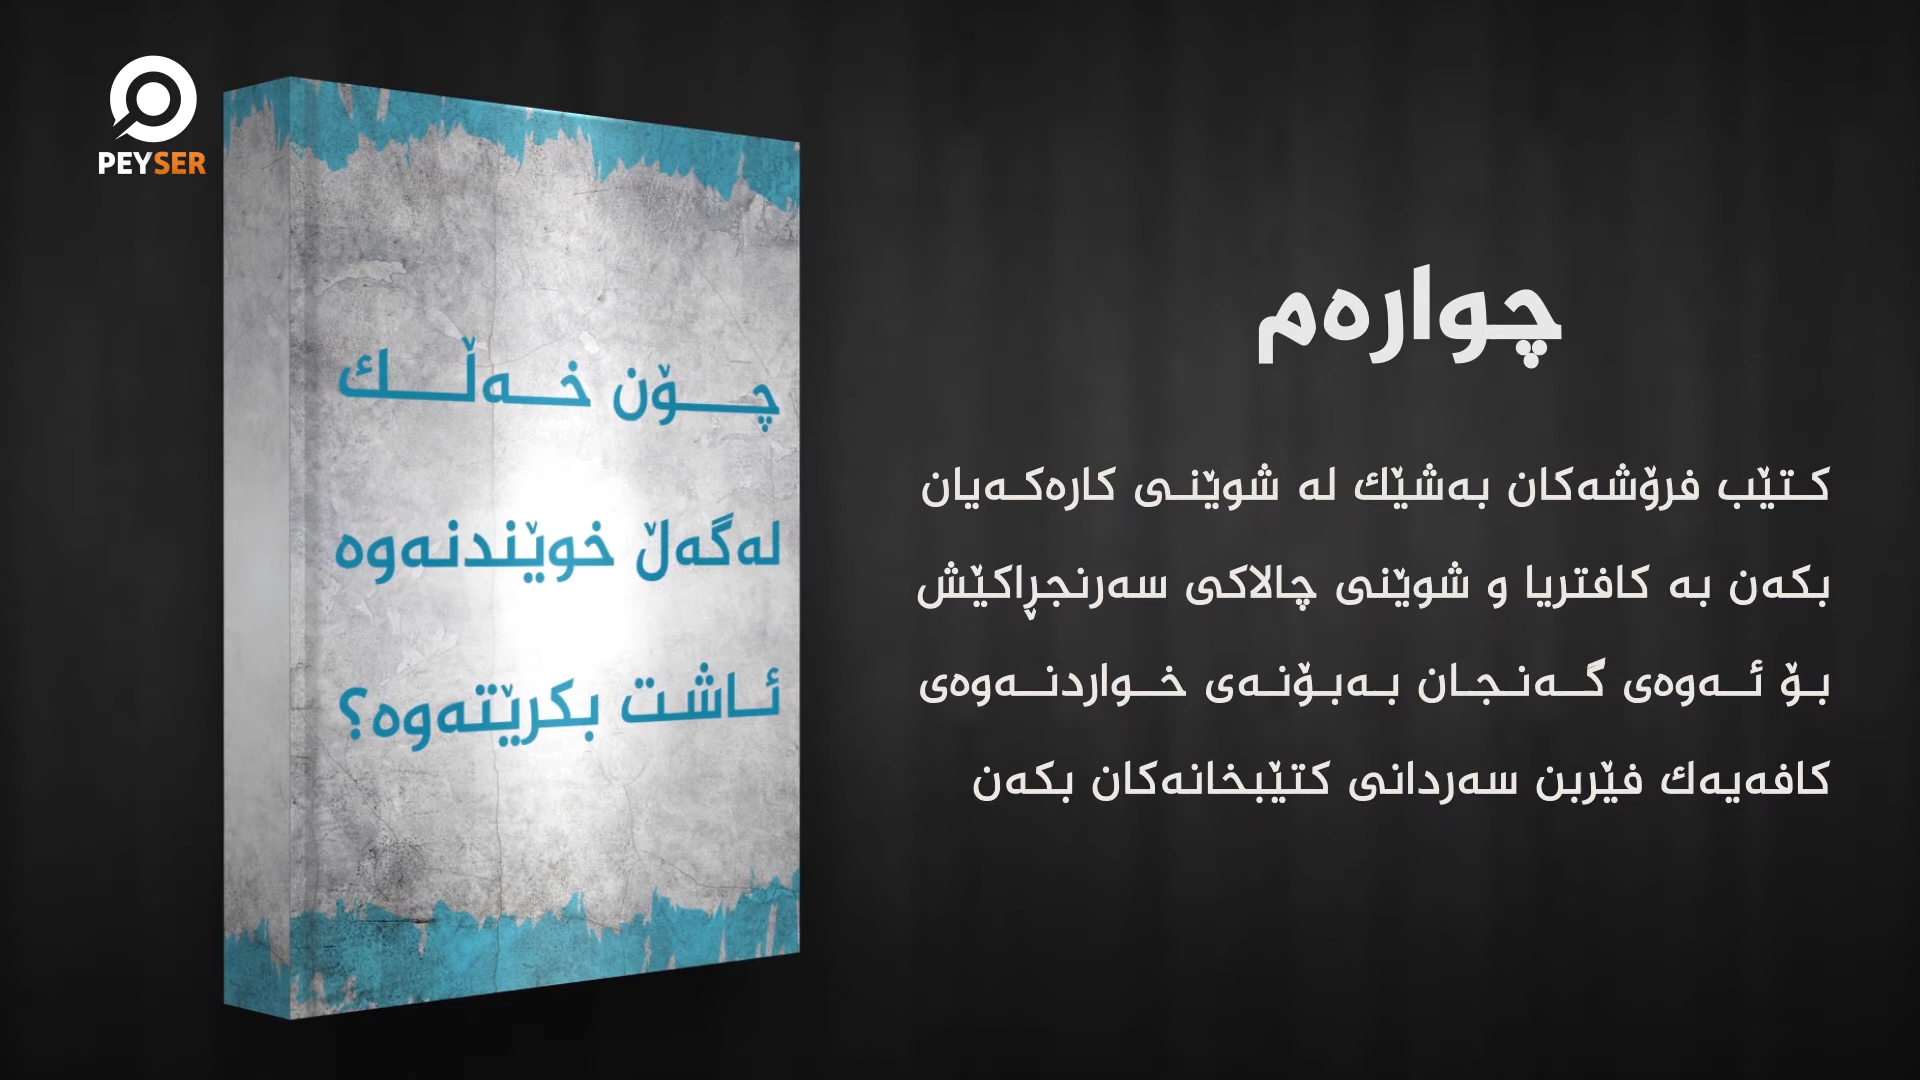 PEYSER
چۆن خەڵك
لەگەڵ خوێندنەوە
ئاشت بكرێتەوە؟
چوارەم
كتێب فرۆشەكان بەشێك لە شوێنی كارەكەیان
بكەن بە كافتریا و شوێنی چالاكی سەرنجڕاكێش
بۆ ئەوەی گەنجان بەبۆنەی خواردنەوەی
كافەیەك فێربن سەردانی كتێبخانەكان بكەن